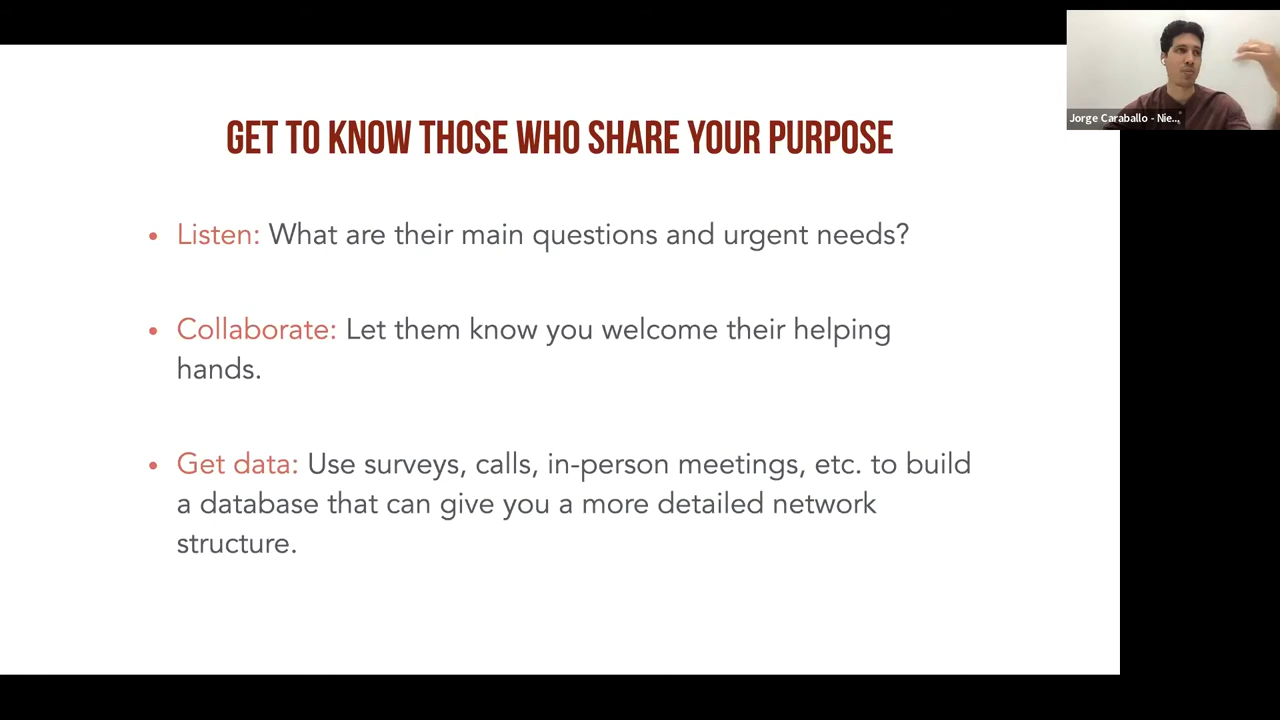 GET TO KNOW THOSE WHO SHARE YOUR PURPOSE
• Listen: What are their main questions and urgent needs?
• Collaborate: Let them know you welcome their helping
hands.
• Get data: Use surveys, calls, in-person meetings, etc. to build
a database that can give you a more detailed network
structure.
Jorge Caraballo - Nie...